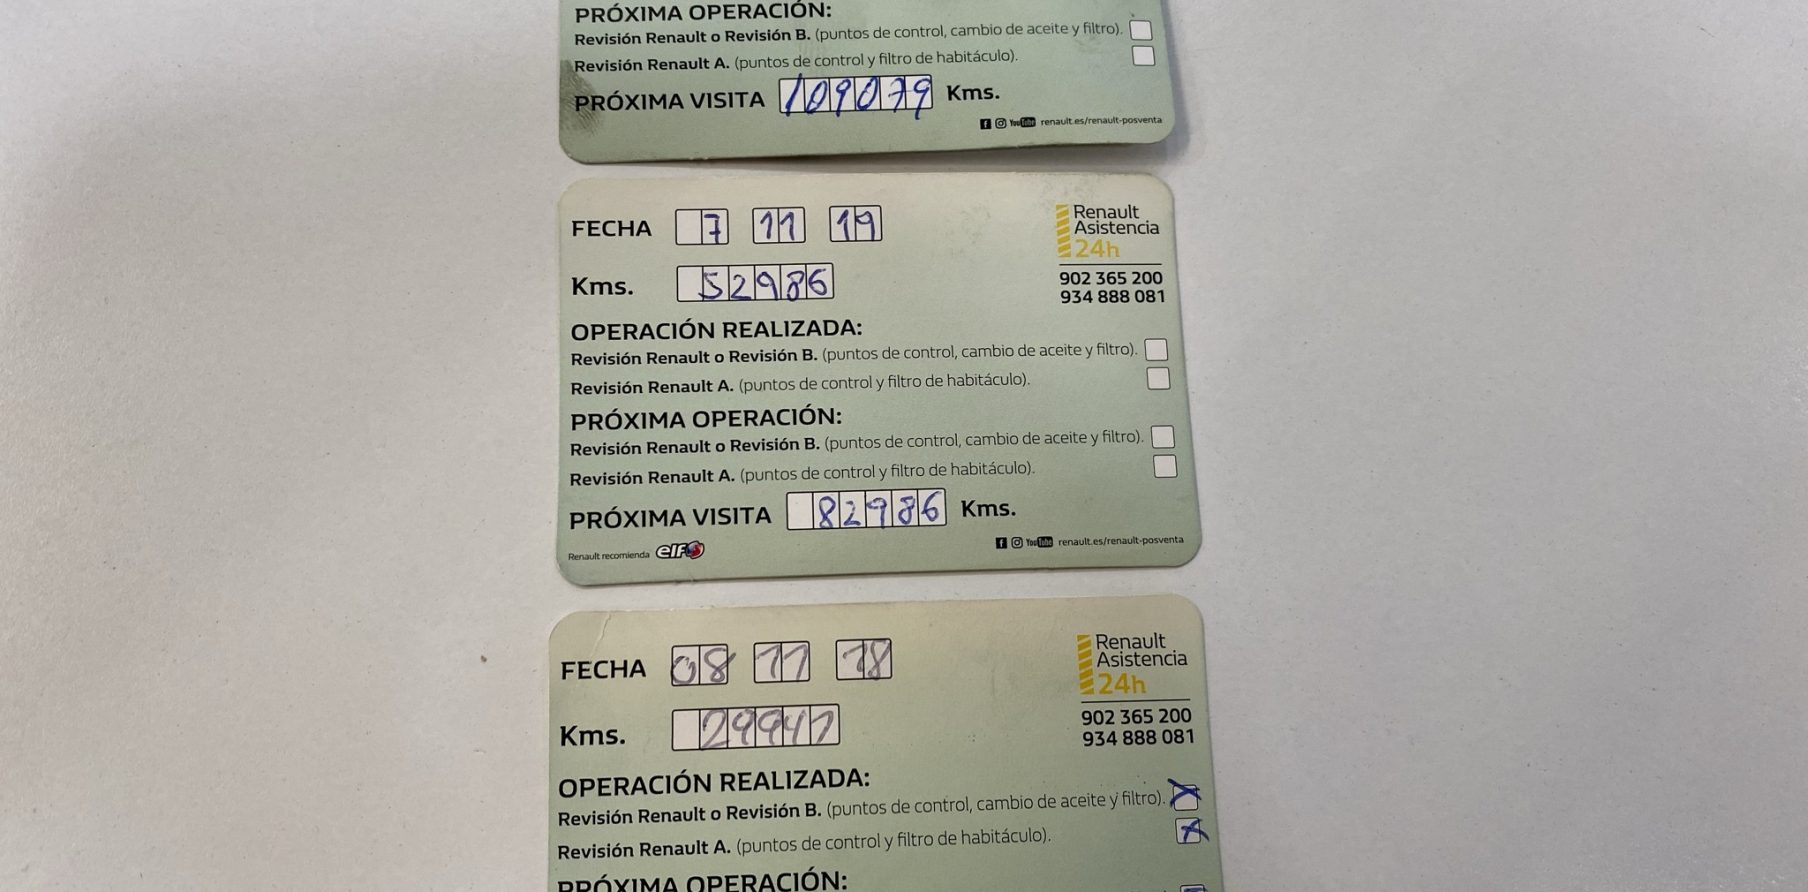 PRÓXIMA OPERACIÓN:
Revisión Renault o Revisión B. (puntos de control, cambio de aceite y filtro).
Revisión Renault A. (puntos de control y filtro de habitáculo).
PRÓXIMA VISITA 109079 Kms.
YouTube renault.es/renault-posventa
FECHA 7 11 19
Renault
Asistencia
24h
Kms. 52986
902 365 200
934 888 081
OPERACIÓN REALIZADA:
Revisión Renault o Revisión B. (puntos de control, cambio de aceite y filtro).
Revisión Renault A. (puntos de control y filtro de habitáculo).
PRÓXIMA OPERACIÓN:
Revisión Renault o Revisión B. (puntos de control, cambio de aceite y filtro).
Revisión Renault A. (puntos de control y filtro de habitáculo).
PRÓXIMA VISITA 82986 Kms.
Renault recomienda elf
YouTube renault.es/renault-posventa
FECHA 08 11 18
Renault
Asistencia
24h
Kms. 29941
902 365 200
934 888 081
OPERACIÓN REALIZADA:
Revisión Renault o Revisión B. (puntos de control, cambio de aceite y filtro). X
Revisión Renault A. (puntos de control y filtro de habitáculo). X
PRÓXIMA OPERACIÓN: